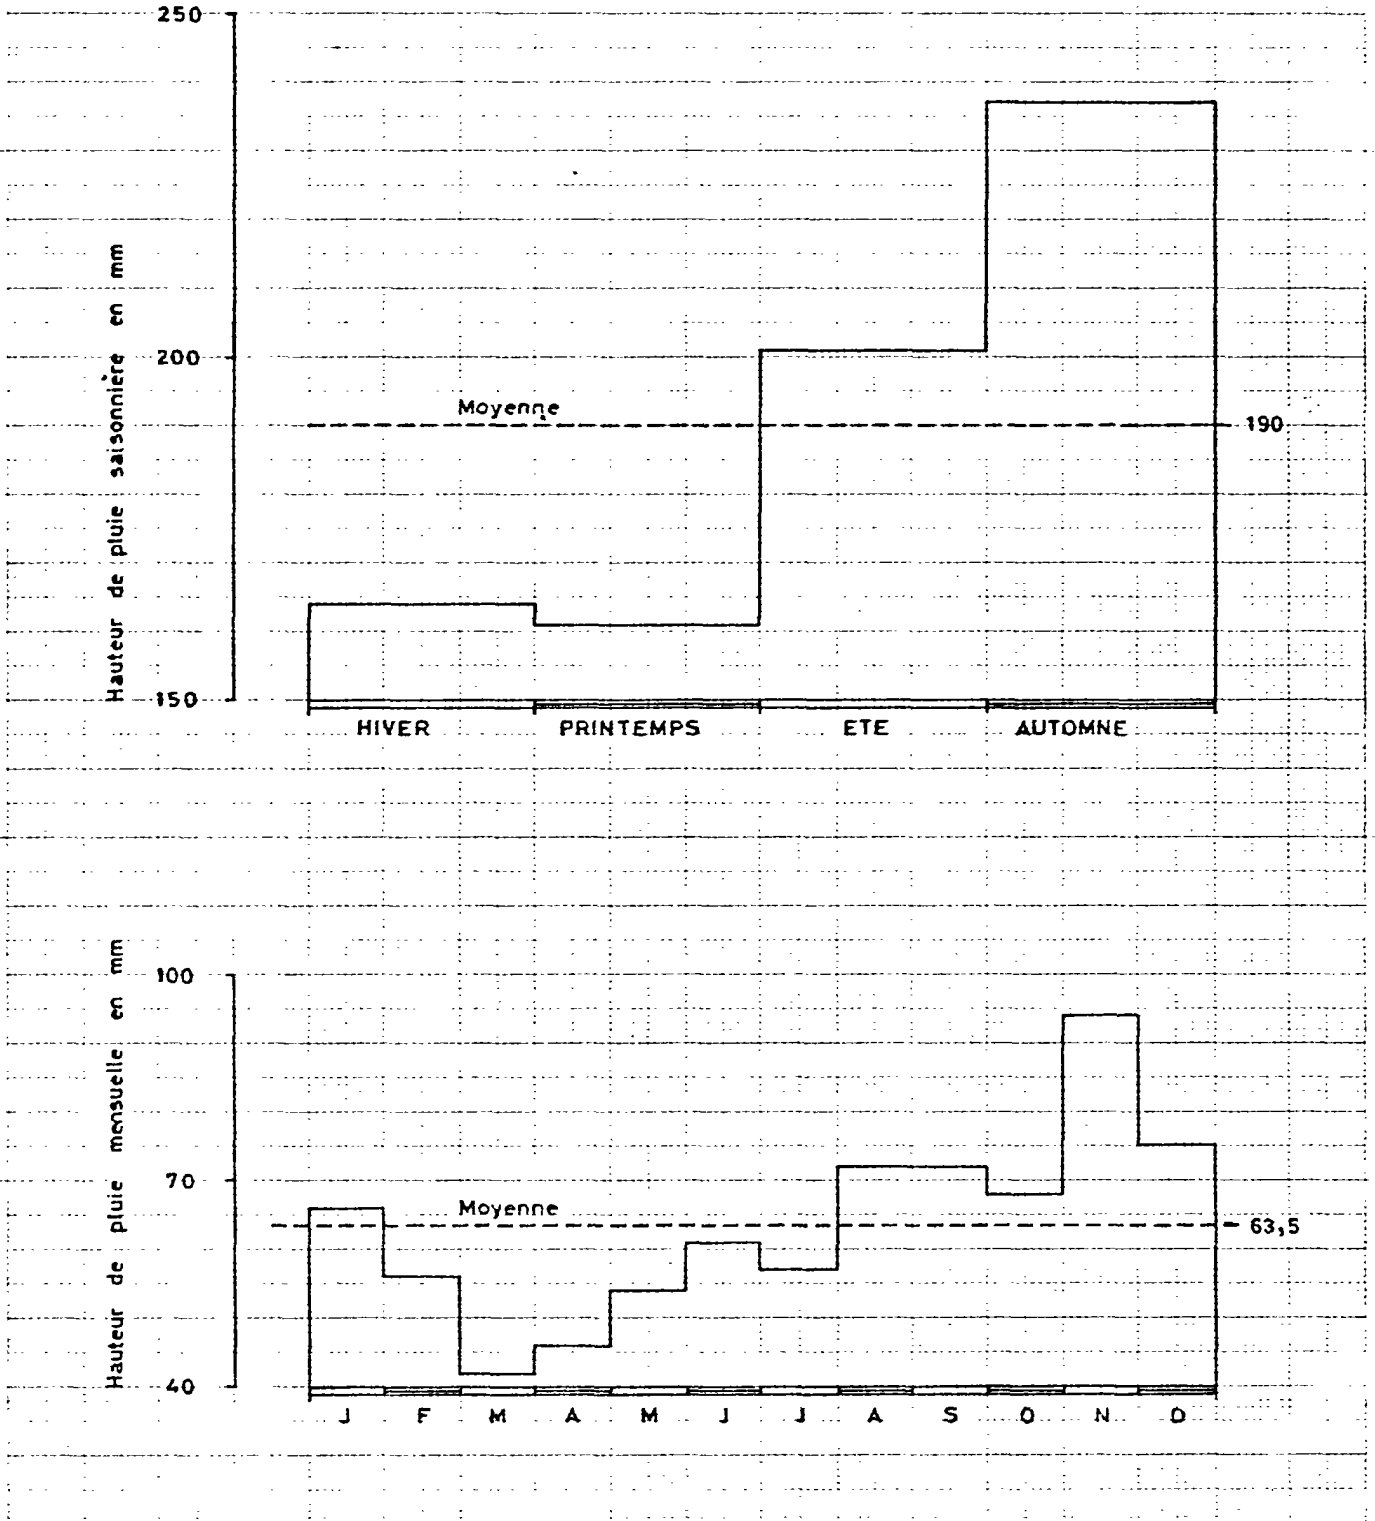 250
Hauteur de pluie saisonnière en mm
200
Moyenne
190
150
HIVER PRINTEMPS ETE AUTOMNE
Hauteur de pluie mensuelle en mm
100
70
Moyenne
63,5
40
J F M A M J J A S O N D